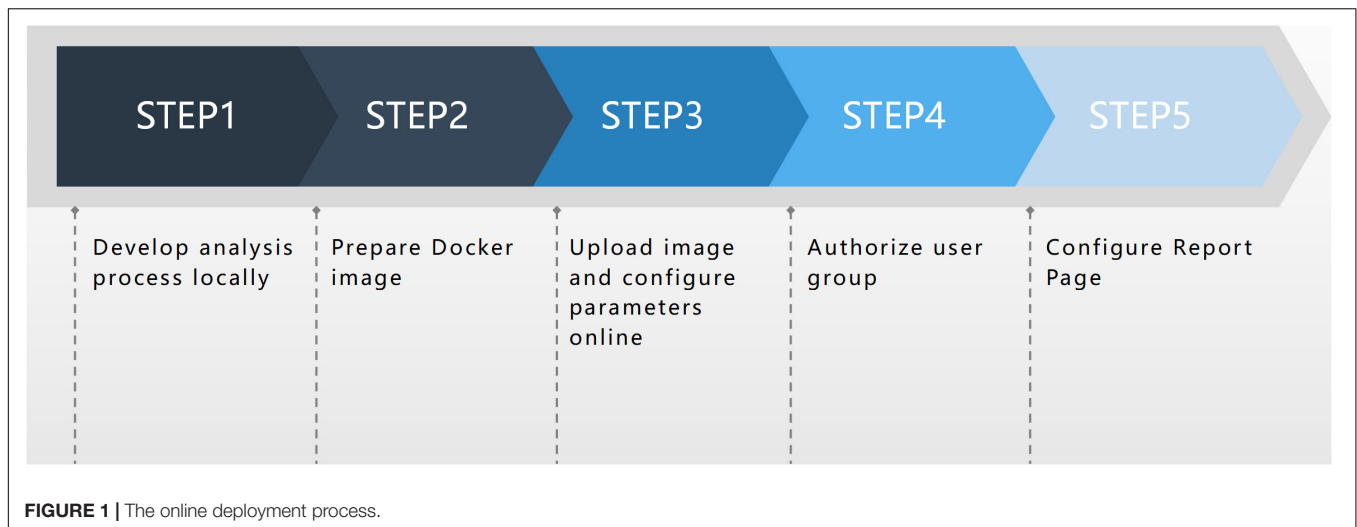 STEP1
STEP2
STEP3
STEP4
STEP5
Develop analysis
process locally
Prepare Docker
image
Upload image
and configure
parameters
online
Authorize user
group
Configure Report
Page
FIGURE 1 | The online deployment process.